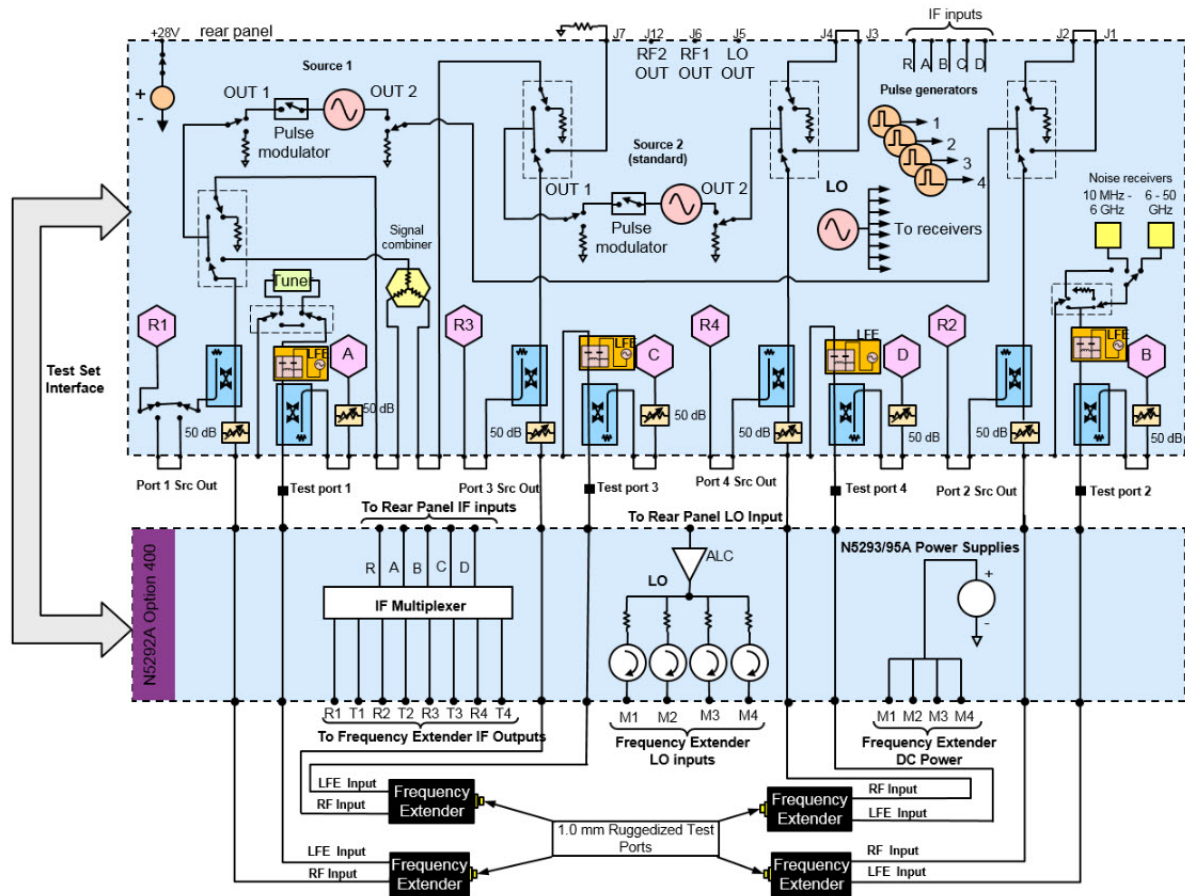 +28V
rear panel
J7
J12
J6
J5
J4
J3
IF inputs
J2
J1
RF2
OUT
RF1
OUT
LO
OUT
R
A
B
C
D
+
-
Source 1
OUT 1
OUT 2
Pulse
modulator
Pulse generators
1
2
3
4
Source 2
(standard)
OUT 1
OUT 2
Pulse
modulator
LO
To receivers
Noise receivers
10 MHz -
6 GHz
6 - 50
GHz
Signal
combiner
Tuner
Test Set
Interface
R1
LFE
A
R3
LFE
C
R4
LFE
D
R2
LFE
B
50 dB
50 dB
50 dB
50 dB
50 dB
50 dB
50 dB
50 dB
Port 1 Src Out
Test port 1
Port 3 Src Out
Test port 3
Port 4 Src Out
Test port 4
Port 2 Src Out
Test port 2
To Rear Panel IF inputs
To Rear Panel LO Input
N5292A Option 400
R
A
B
C
D
IF Multiplexer
ALC
LO
N5293/95A Power Supplies
+
-
R1
T1
R2
T2
R3
T3
R4
T4
To Frequency Extender IF Outputs
M1
M2
M3
M4
Frequency Extender
LO inputs
M1
M2
M3
M4
Frequency Extender
DC Power
LFE Input
RF Input
Frequency
Extender
Frequency
Extender
RF Input
LFE Input
1.0 mm Ruggedized Test
Ports
LFE Input
RF Input
Frequency
Extender
Frequency
Extender
RF Input
LFE Input